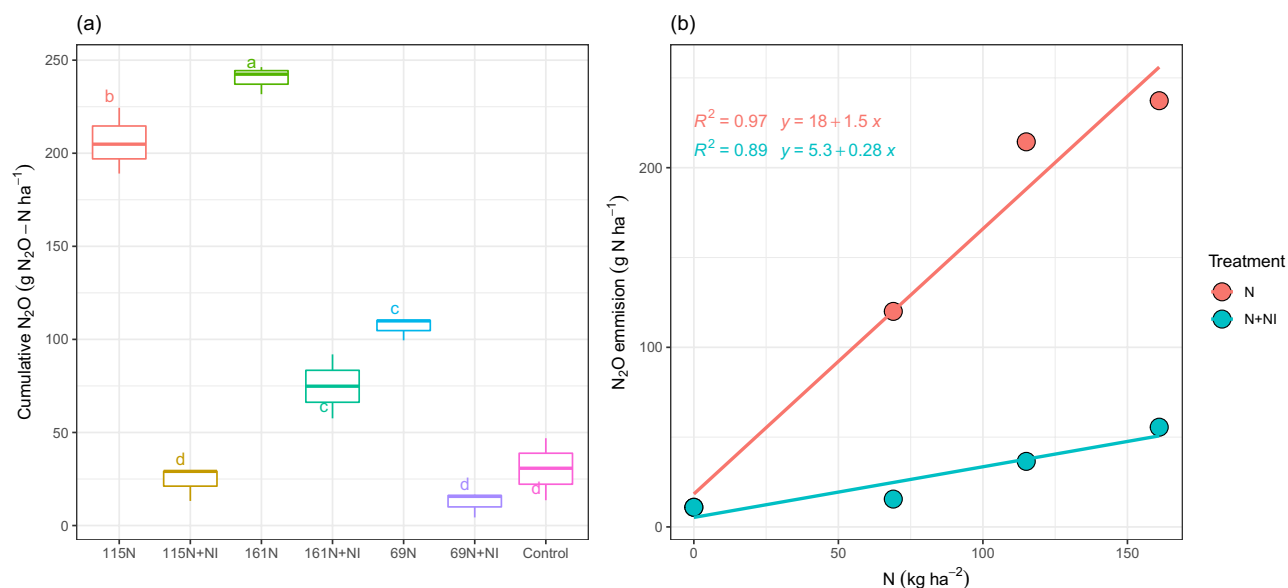 (a)
Cumulative N₂O (g N₂O−N ha⁻¹)
250
200
150
100
50
0
b
d
a
c
c
d
d
115N
115N+NI
161N
161N+NI
69N
69N+NI
Control
(b)
N₂O emmision (g N ha⁻¹)
200
100
0
R² = 0.97 y = 18 + 1.5 x
R² = 0.89 y = 5.3 + 0.28 x
0
50
100
150
N (kg ha⁻²)
Treatment
N
N+NI